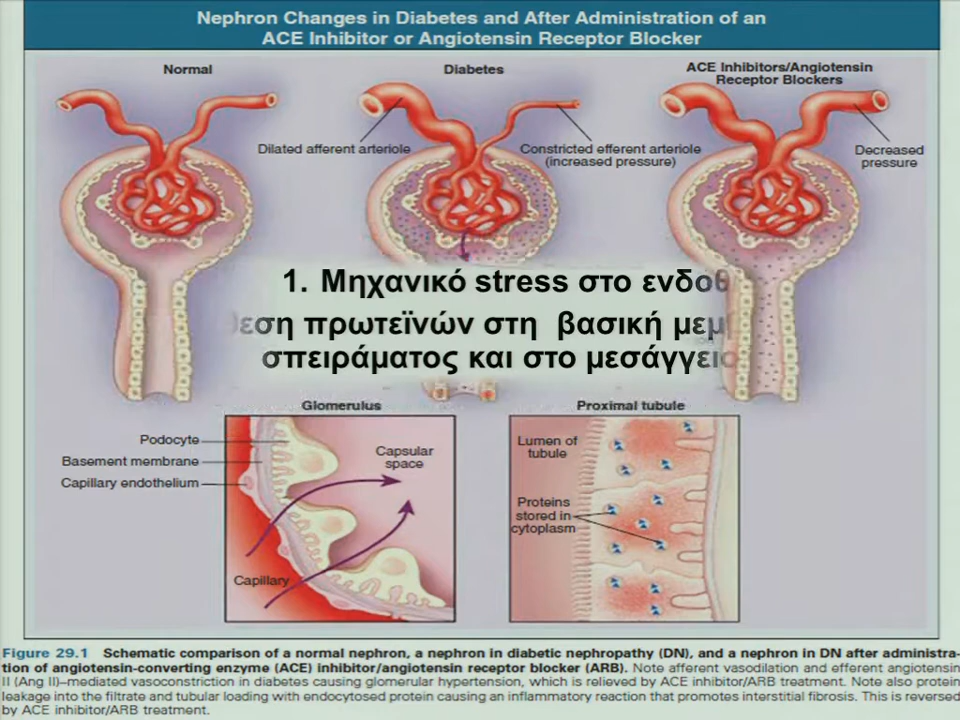 Nephron Changes in Diabetes and After Administration of an
ACE Inhibitor or Angiotensin Receptor Blocker
Normal
Diabetes
ACE Inhibitors/Angiotensin
Receptor Blockers
Dilated afferent arteriole
Constricted efferent arteriole
(increased pressure)
Decreased
pressure
1. Μηχανικό stress στο
πρωτεϊνών στη βασική
σπειράματος και στο
Glomerulus
Proximal tubule
Podocyte
Basement membrane
Capillary endothelium
Capsular
space
Capillary
Lumen of
tubule
Proteins
stored in
cytoplasm
Figure 29.1 Schematic comparison of a normal nephron, a nephron in diabetic nephropathy (DN), and a nephron in DN after administra-
tion of angiotensin-converting enzyme (ACE) inhibitor/angiotensin receptor blocker (ARB). Note afferent vasodilation and efferent angiotensin
II (Ang II)–mediated vasoconstriction in diabetes causing glomerular hypertension, which is relieved by ACE inhibitor/ARB treatment. Note also protein
leakage into the filtrate and tubular loading with endocytosed protein causing an inflammatory reaction that promotes interstitial fibrosis. This is reversed
by ACE inhibitor/ARB treatment.